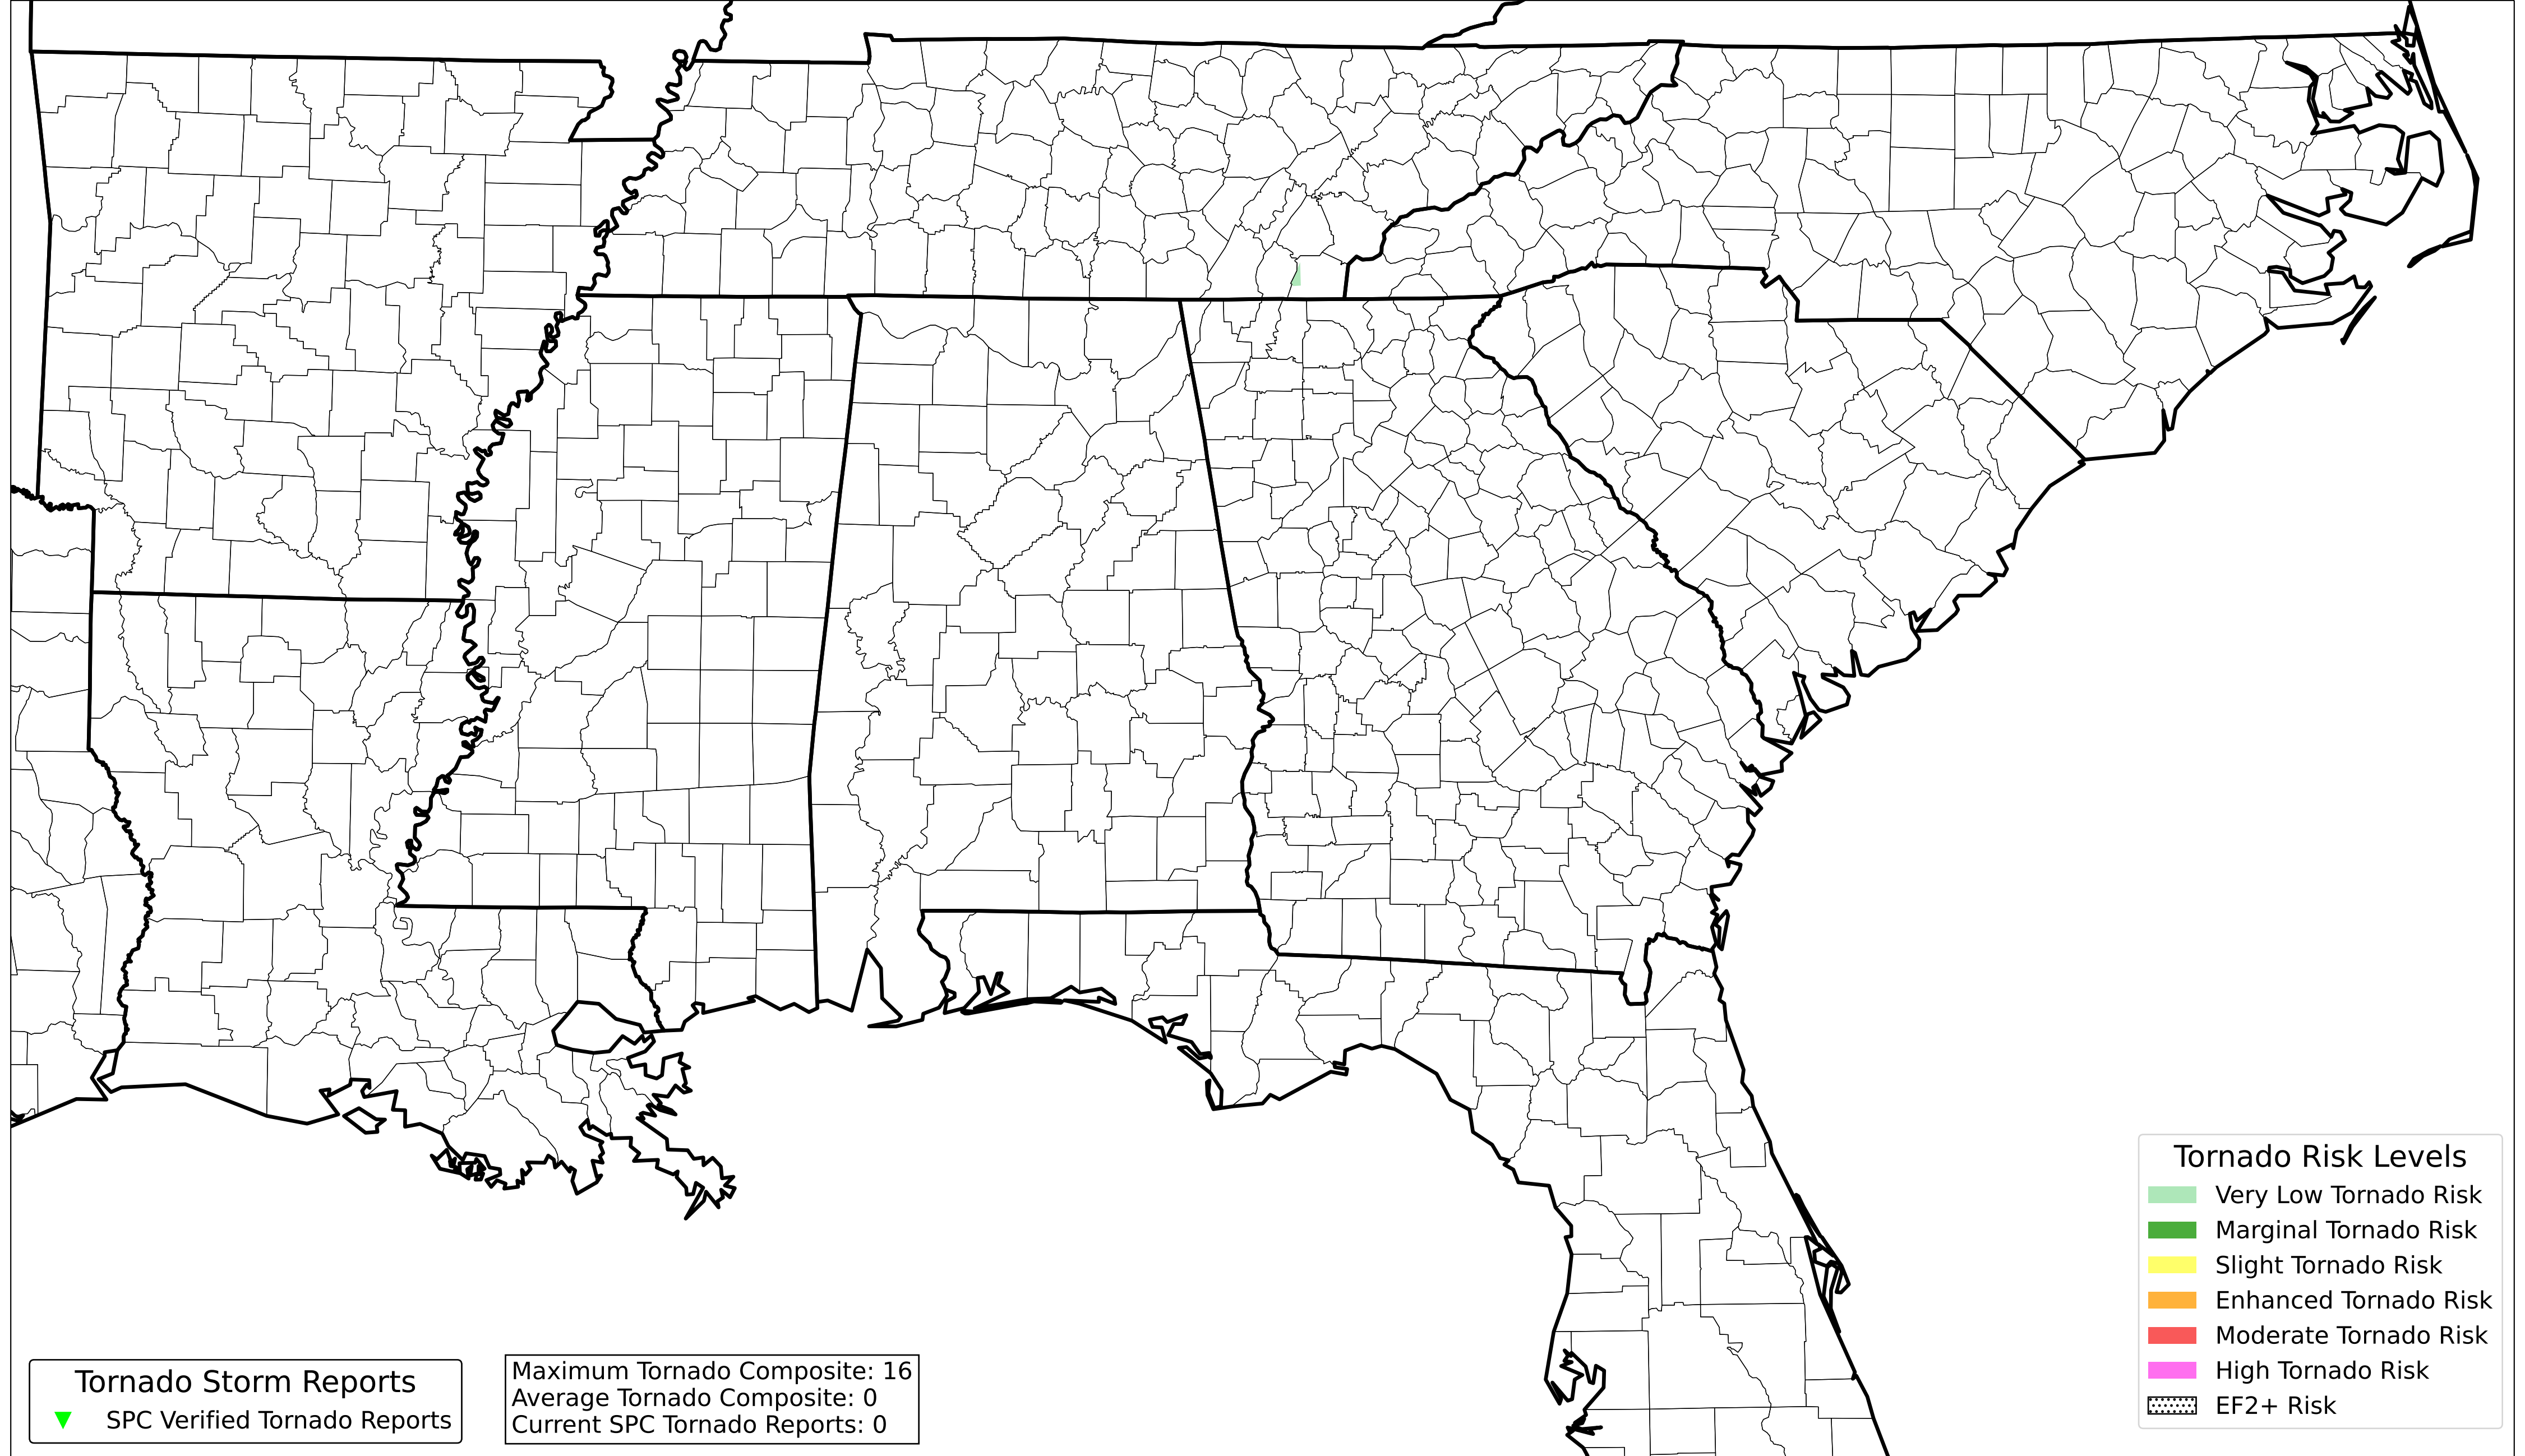 Tornado Risk Levels
Very Low Tornado Risk
Marginal Tornado Risk
Slight Tornado Risk
Enhanced Tornado Risk
Moderate Tornado Risk
High Tornado Risk
EF2+ Risk
Tornado Storm Reports
SPC Verified Tornado Reports
Maximum Tornado Composite: 16
Average Tornado Composite: 0
Current SPC Tornado Reports: 0